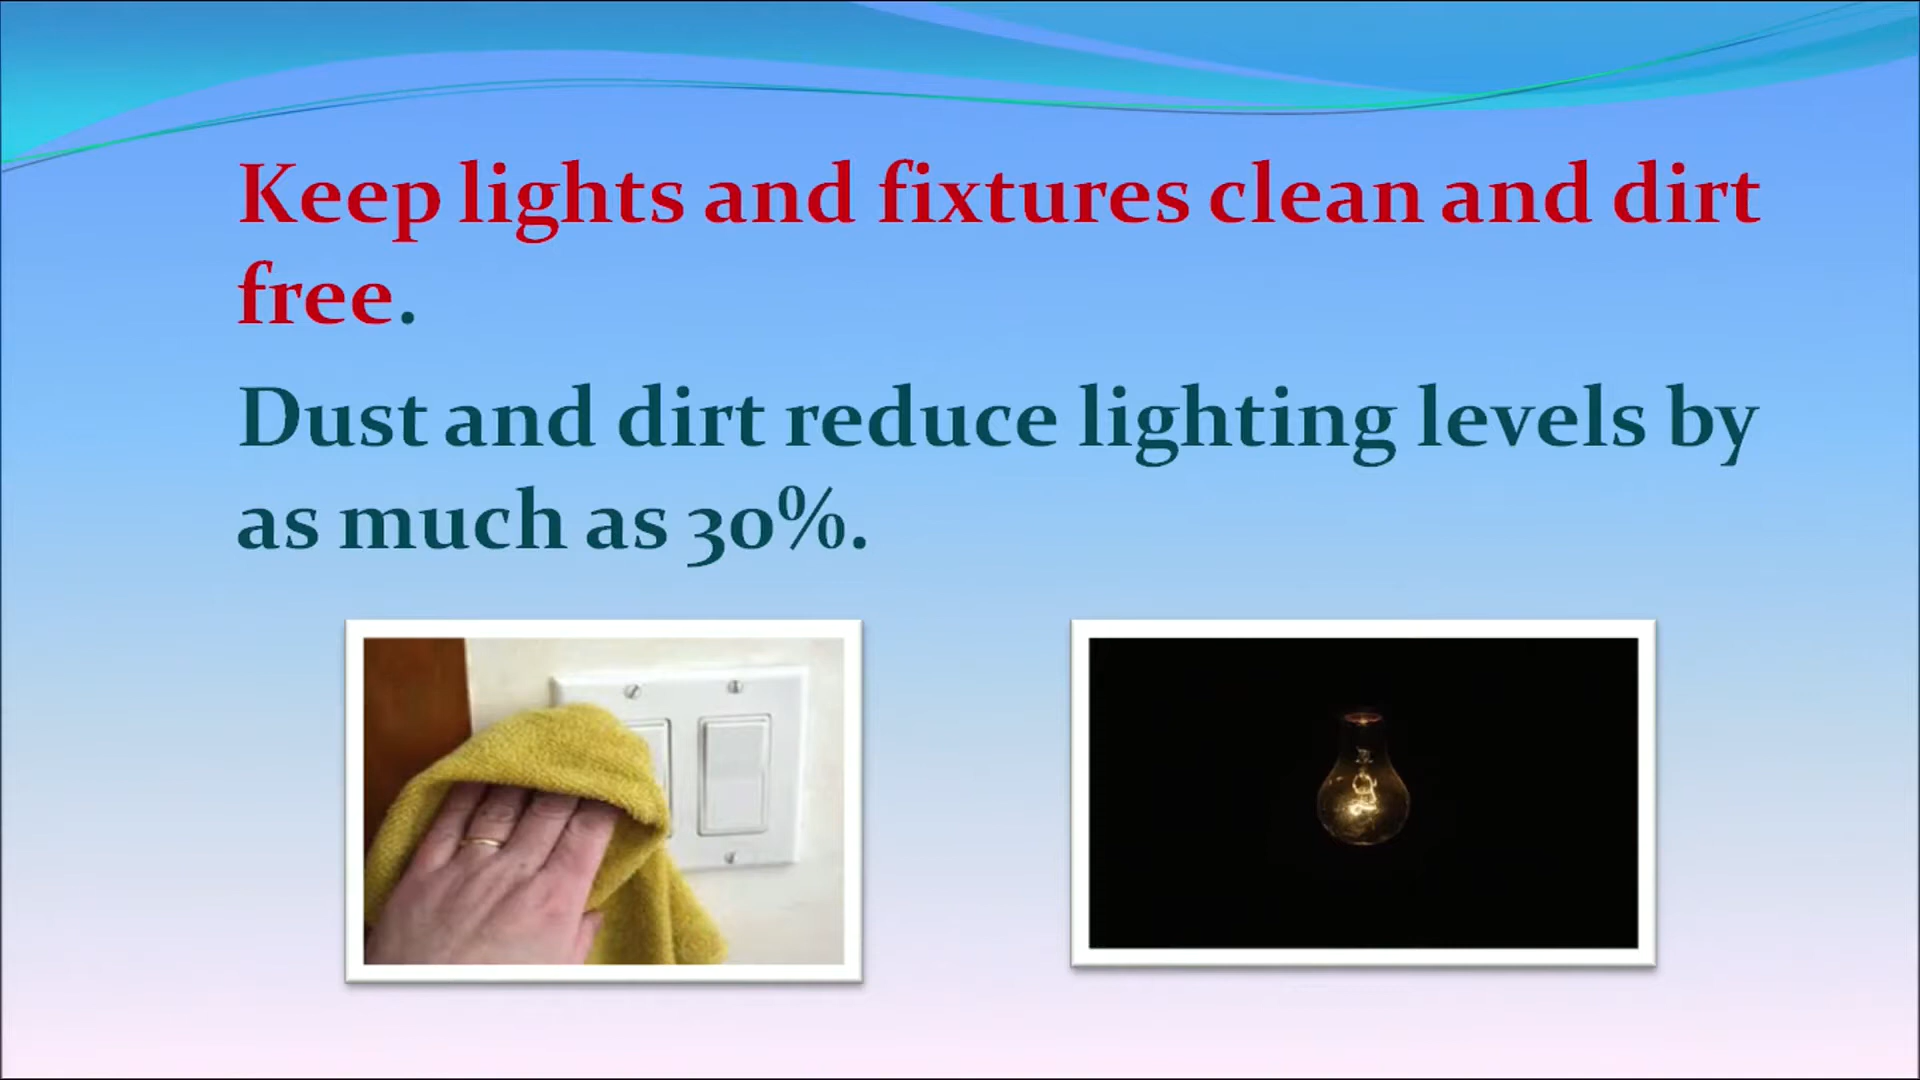 Keep lights and fixtures clean and dirt
free.
Dust and dirt reduce lighting levels by
as much as 30%.